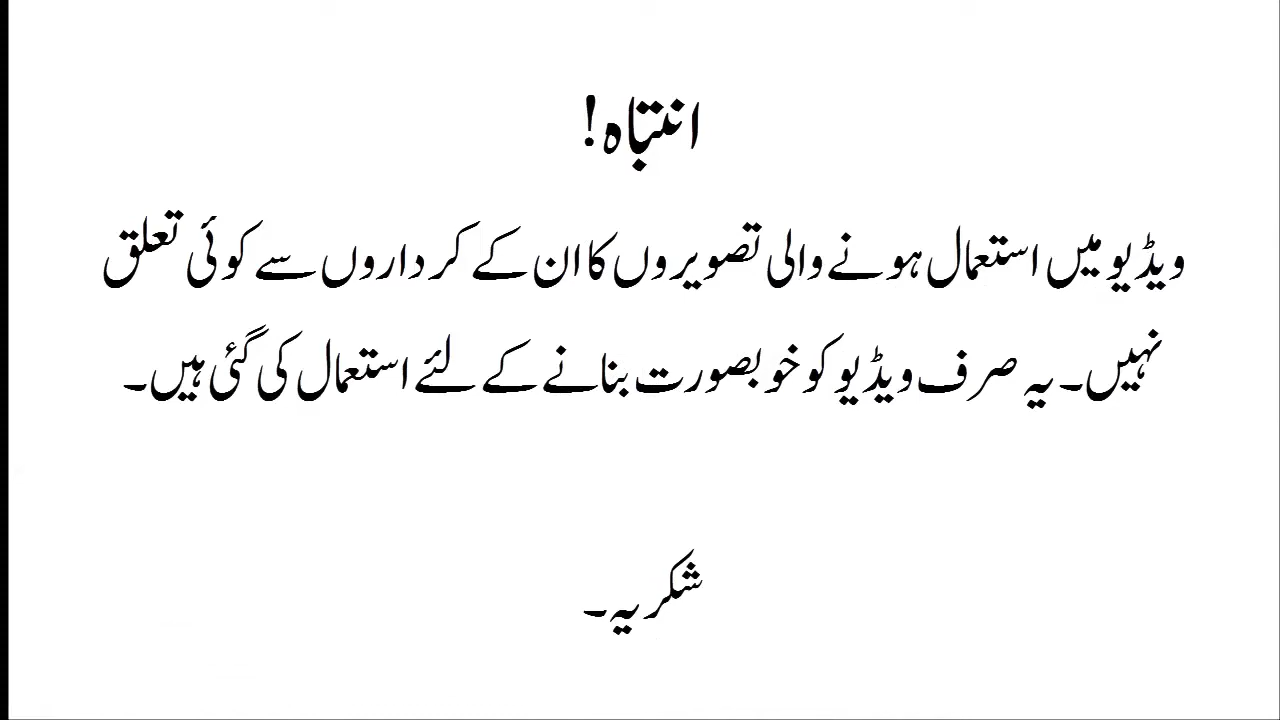 انتباہ!
ویڈیو میں استعمال ہونے والی تصویروں کا ان کے کرداروں سے کوئی تعلق
نہیں۔ یہ صرف ویڈیو کو خوبصورت بنانے کے لئے استعمال کی گئی ہیں۔
شکریہ۔